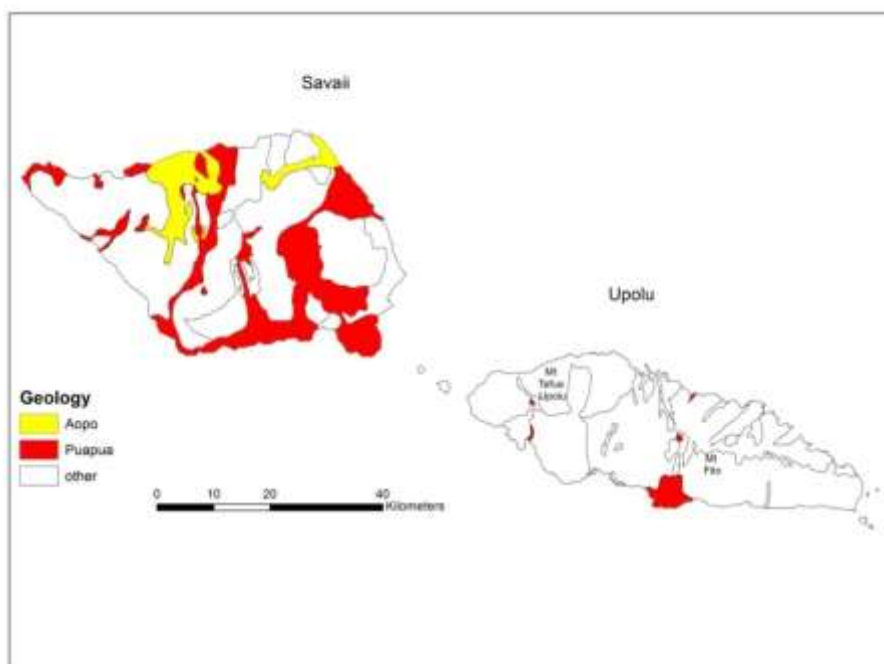 Savaii
Upolu
Mt
Tafua
Upolu
Mt
Fito
Geology
Aopo
Puapua
other
0 10 20 40
Kilometers